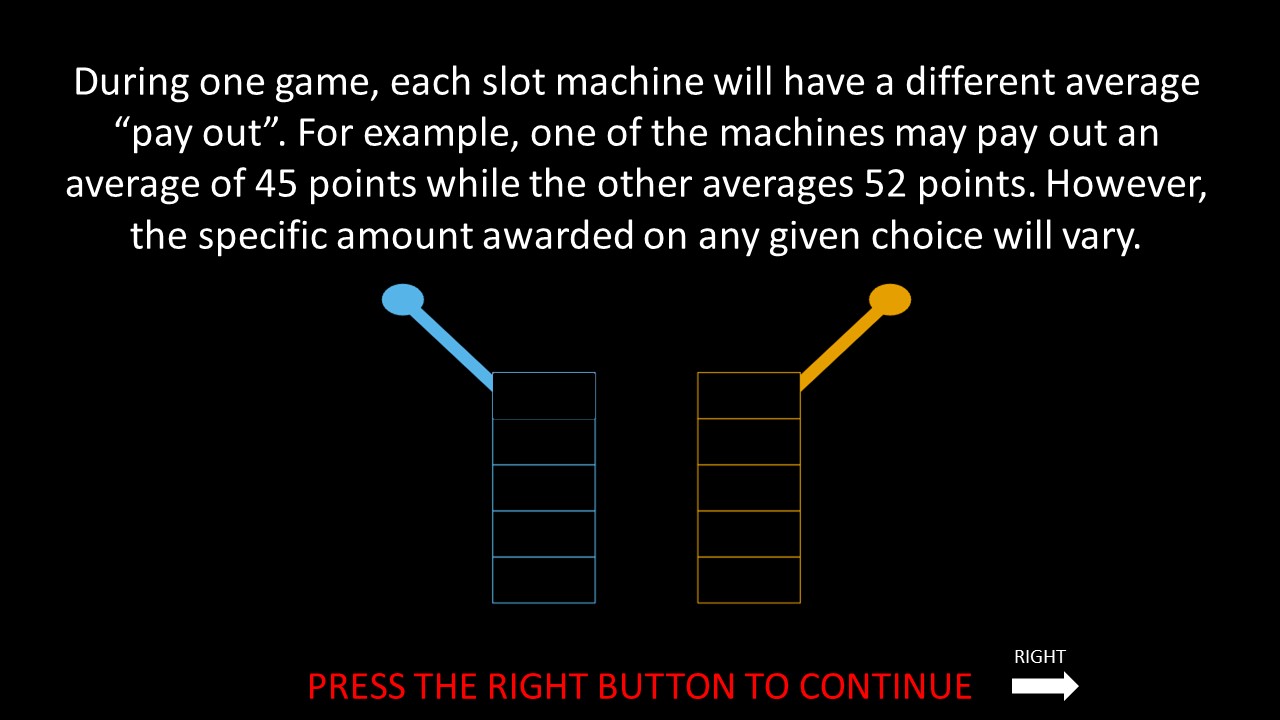 During one game, each slot machine will have a different average
“pay out”. For example, one of the machines may pay out an
average of 45 points while the other averages 52 points. However,
the specific amount awarded on any given choice will vary.
RIGHT
PRESS THE RIGHT BUTTON TO CONTINUE